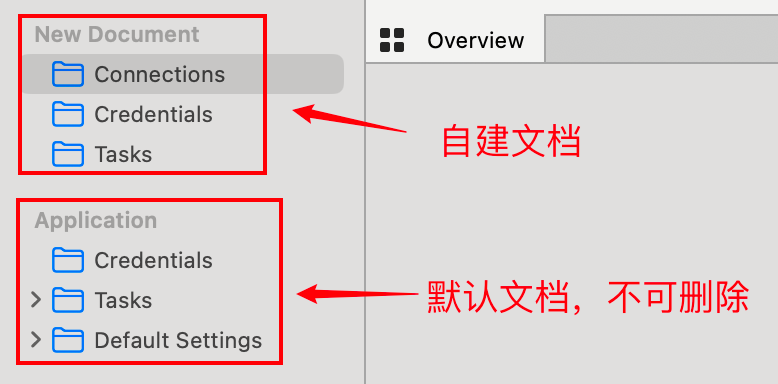 New Document
Connections
Credentials
Tasks
Application
Credentials
Tasks
Default Settings
Overview
自建文档
默认文档，不可删除